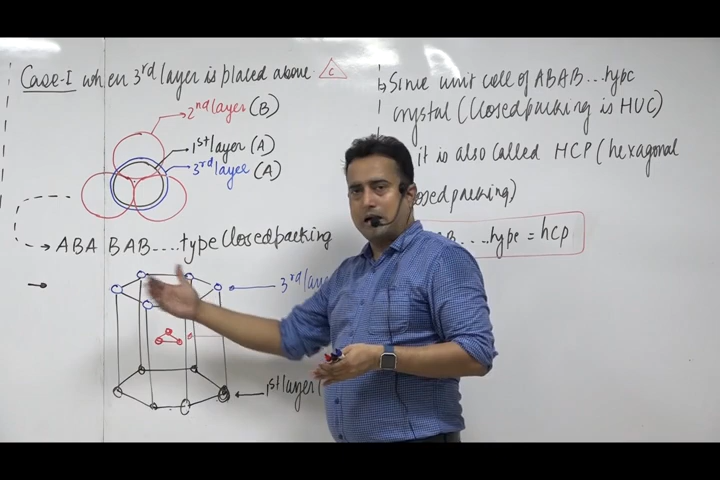 Case-I when 3rd layer is placed above C
2nd layer (B)
1st layer (A)
3rd layer (A)
ABA BAB.....type Closed packing
3rd
1st layer (
Since unit cell of ABAB...type
crystal (Closed packing is HUC)
it is also called HCP (hexagonal
losed packing)
....type = hcp